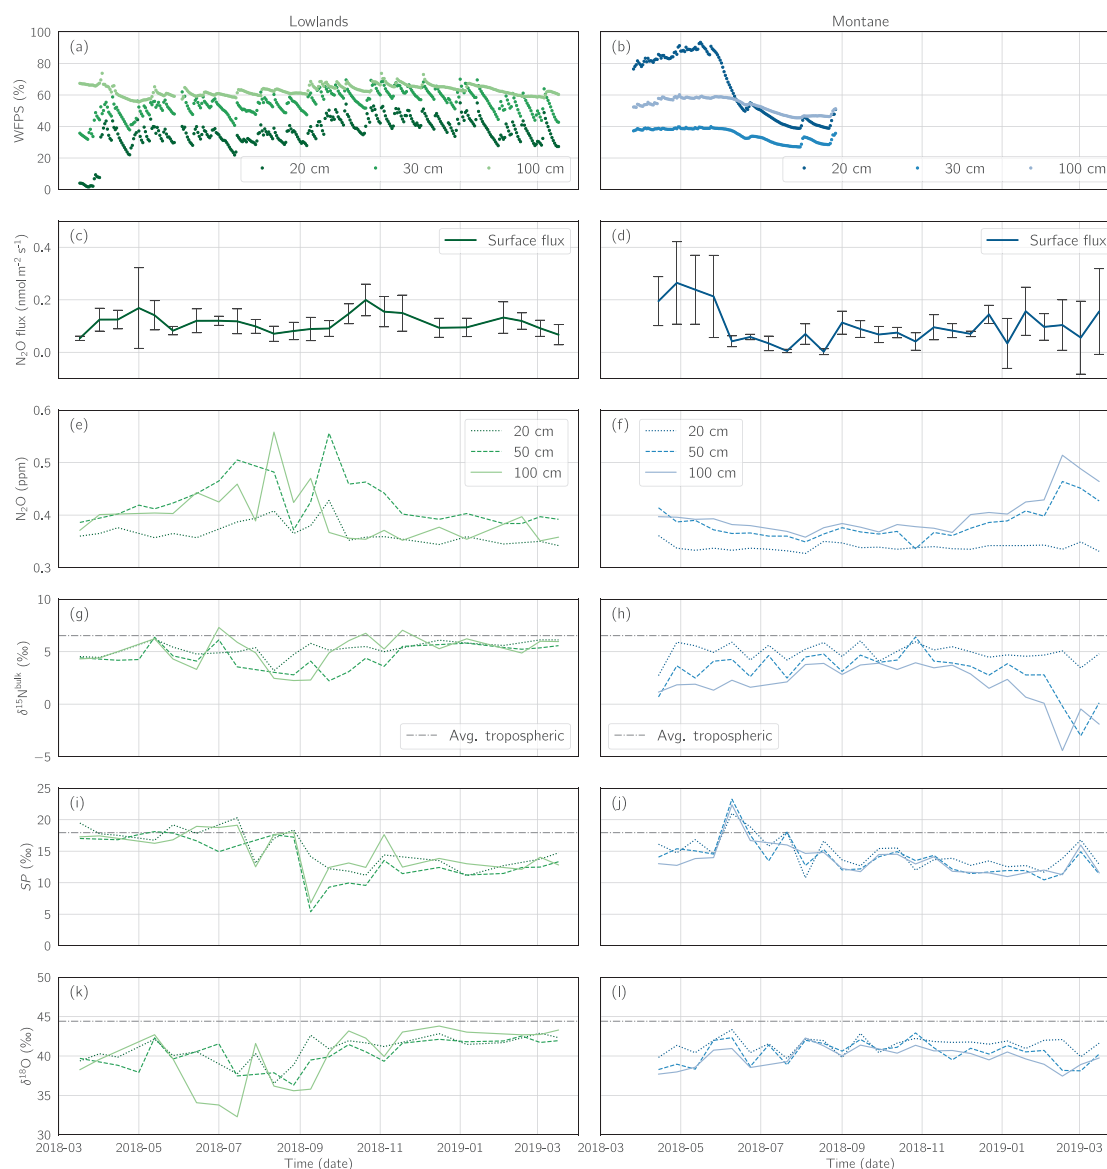 Lowlands
Montane
(a)
(b)
WFPS (%)
100
80
60
40
20
0
20 cm 30 cm 100 cm
20 cm 30 cm 100 cm
(c)
(d)
N₂O flux (nmol m⁻² s⁻¹)
0.4
0.2
0.0
Surface flux
Surface flux
(e)
(f)
N₂O (ppm)
0.6
0.5
0.4
0.3
20 cm
50 cm
100 cm
20 cm
50 cm
100 cm
(g)
(h)
δ¹⁵Nᵇᵘˡᵏ (‰)
10
5
0
−5
Avg. tropospheric
Avg. tropospheric
(i)
(j)
SP (‰)
25
20
15
10
5
0
(k)
(l)
δ¹⁸O (‰)
50
45
40
35
30
2018-03 2018-05 2018-07 2018-09 2018-11 2019-01 2019-03
2018-03 2018-05 2018-07 2018-09 2018-11 2019-01 2019-03
Time (date)
Time (date)